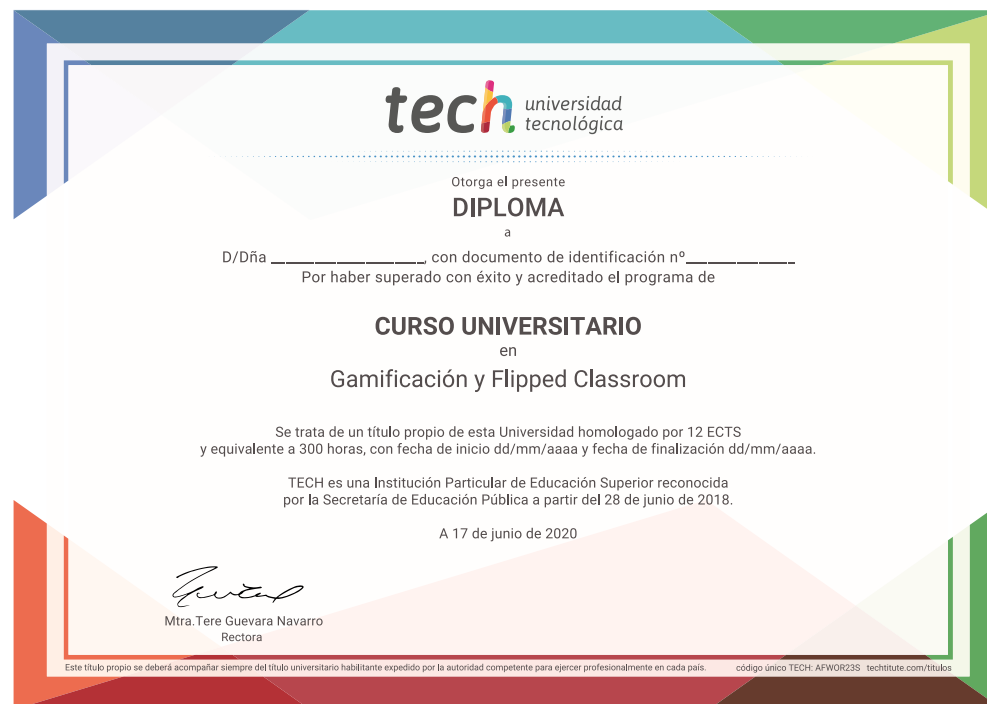 tech universidad
tecnológica
Otorga el presente
DIPLOMA
a
D/Dña ____________________, con documento de identificación nº______________
Por haber superado con éxito y acreditado el programa de
CURSO UNIVERSITARIO
en
Gamificación y Flipped Classroom
Se trata de un título propio de esta Universidad homologado por 12 ECTS
y equivalente a 300 horas, con fecha de inicio dd/mm/aaaa y fecha de finalización dd/mm/aaaa.
TECH es una Institución Particular de Educación Superior reconocida
por la Secretaría de Educación Pública a partir del 28 de junio de 2018.
A 17 de junio de 2020
Mtra.Tere Guevara Navarro
Rectora
Este título propio se deberá acompañar siempre del título universitario habilitante expedido por la autoridad competente para ejercer profesionalmente en cada país. código único TECH: AFWOR23S techtitute.com/titulos